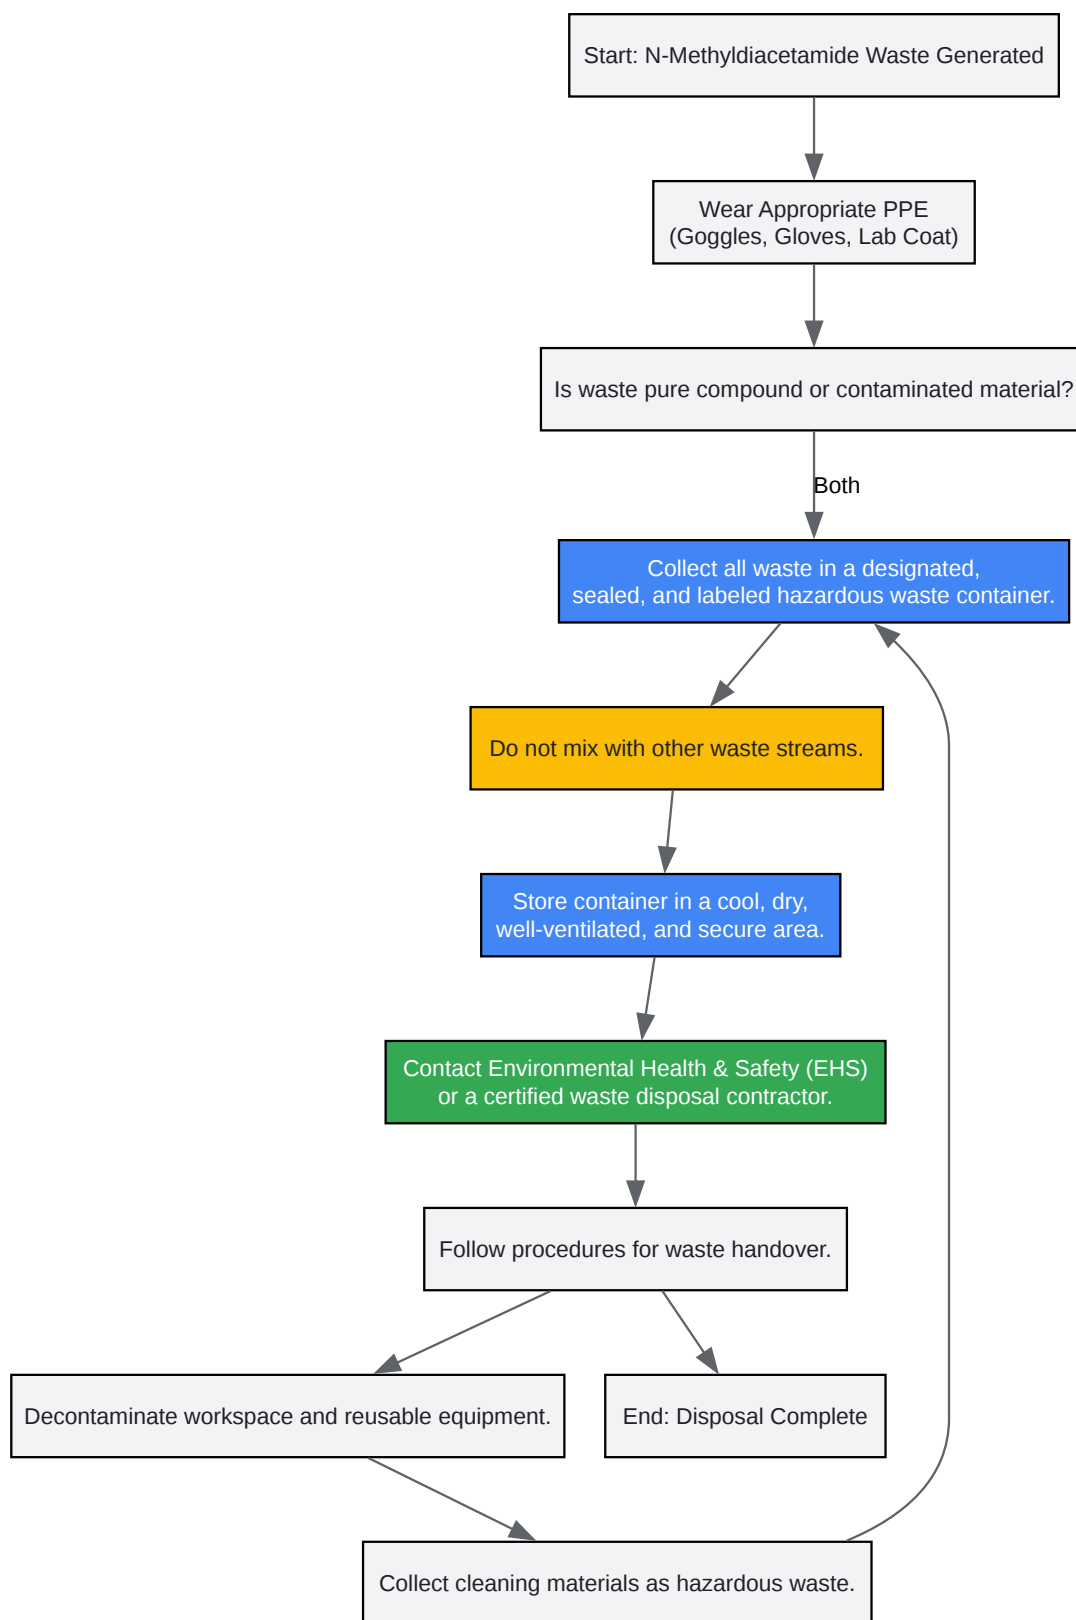 Start: N-Methyldiacetamide Waste Generated
Wear Appropriate PPE
(Goggles, Gloves, Lab Coat)
Is waste pure compound or contaminated material?
Both
Collect all waste in a designated,
sealed, and labeled hazardous waste container.
Do not mix with other waste streams.
Store container in a cool, dry,
well-ventilated, and secure area.
Contact Environmental Health & Safety (EHS)
or a certified waste disposal contractor.
Follow procedures for waste handover.
Decontaminate workspace and reusable equipment.
End: Disposal Complete
Collect cleaning materials as hazardous waste.